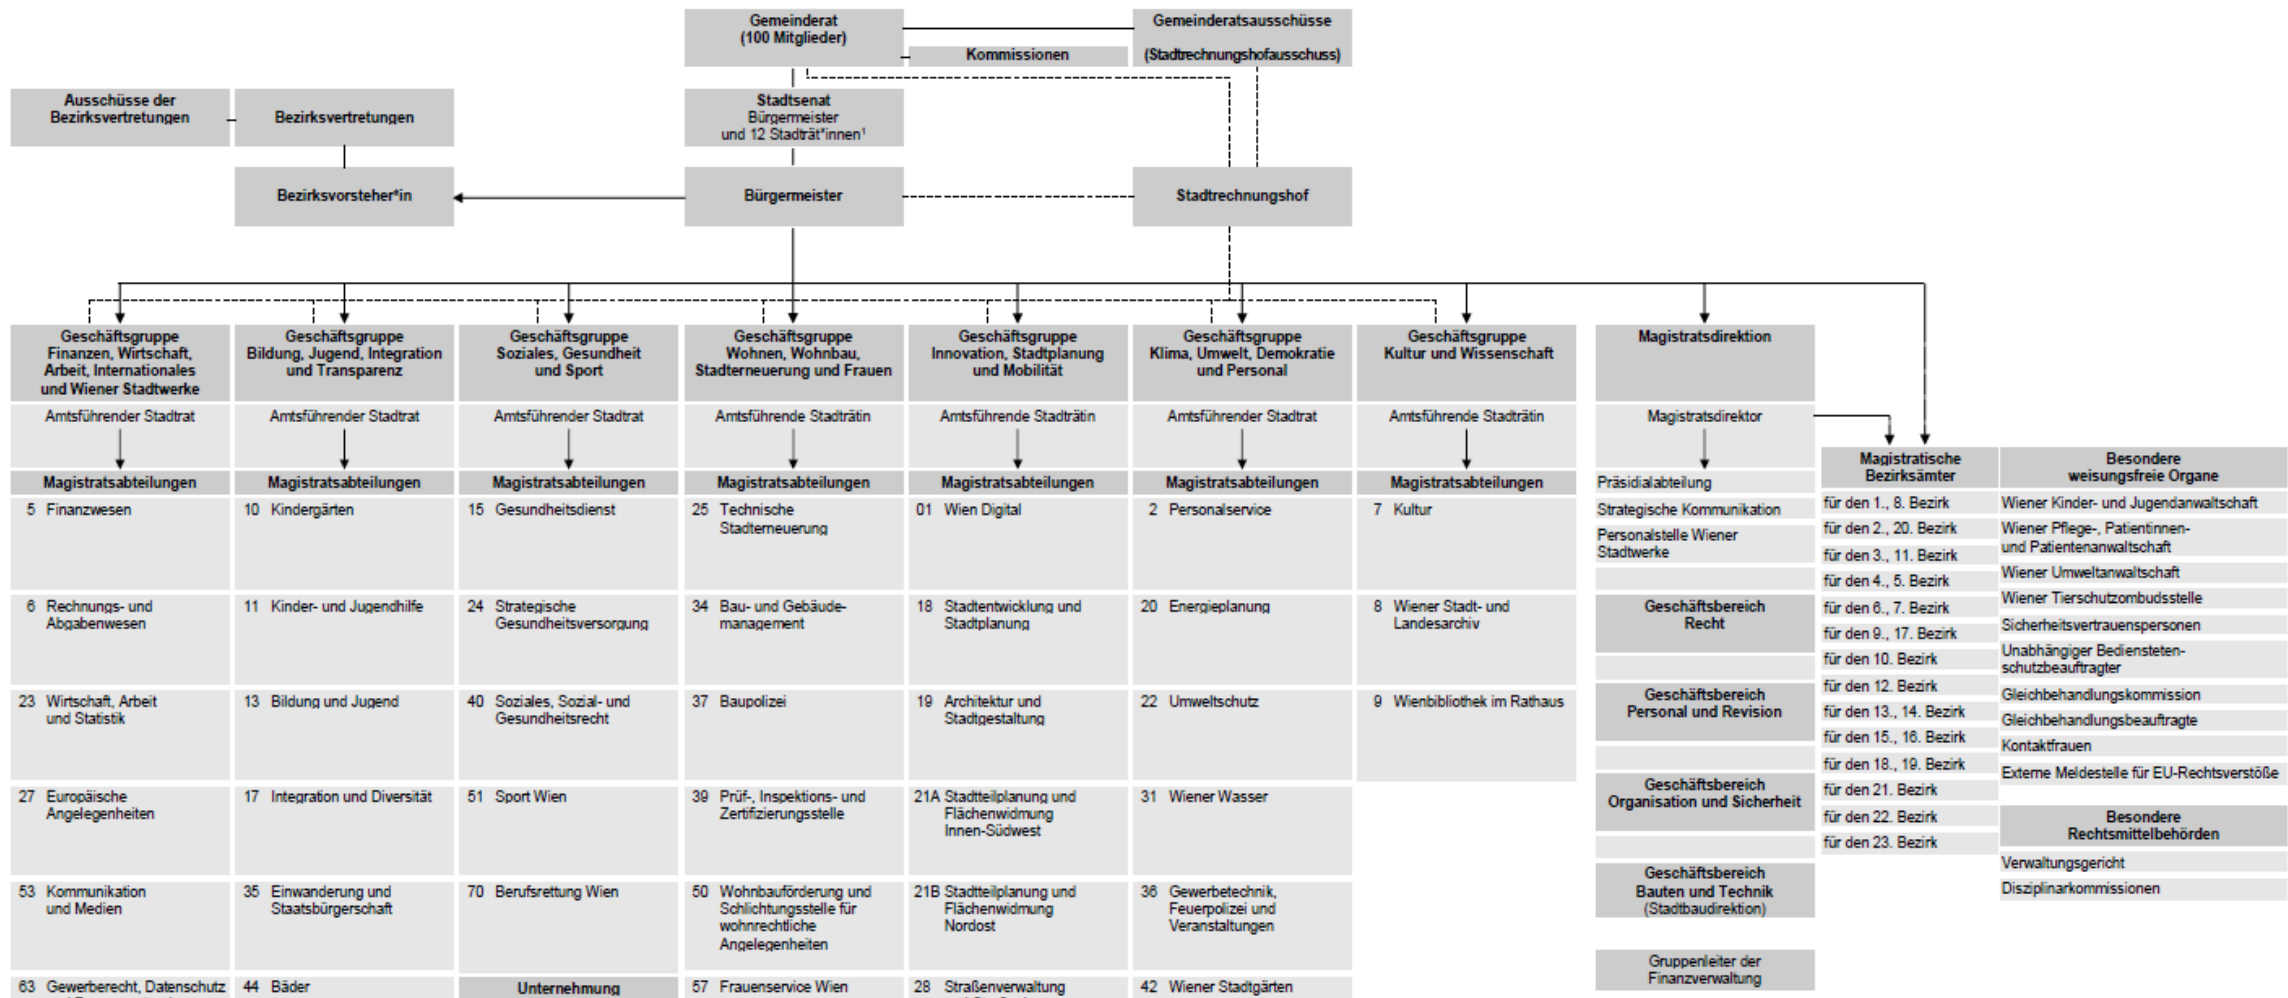 Gemeinderat
(100 Mitglieder)
Kommissionen
Gemeinderatsausschüsse
(Stadtrechnungshofausschuss)
Ausschüsse der
Bezirksvertretungen
Bezirksvertretungen
Stadtsenat
Bürgermeister
und 12 Stadträt*innen¹
Bezirksvorsteher*in
Bürgermeister
Stadtrechnungshof
Geschäftsgruppe
Finanzen, Wirtschaft,
Arbeit, Internationales
und Wiener Stadtwerke
Amtsführender Stadtrat
Magistratsabteilungen
5 Finanzwesen
6 Rechnungs- und
Abgabenwesen
23 Wirtschaft, Arbeit
und Statistik
27 Europäische
Angelegenheiten
53 Kommunikation
und Medien
63 Gewerberecht, Datenschutz
Geschäftsgruppe
Bildung, Jugend, Integration
und Transparenz
Amtsführender Stadtrat
Magistratsabteilungen
10 Kindergärten
11 Kinder- und Jugendhilfe
13 Bildung und Jugend
17 Integration und Diversität
35 Einwanderung und
Staatsbürgerschaft
44 Bäder
Geschäftsgruppe
Soziales, Gesundheit
und Sport
Amtsführender Stadtrat
Magistratsabteilungen
15 Gesundheitsdienst
24 Strategische
Gesundheitsversorgung
40 Soziales, Sozial- und
Gesundheitsrecht
51 Sport Wien
70 Berufsrettung Wien
Unternehmung
Geschäftsgruppe
Wohnen, Wohnbau,
Stadterneuerung und Frauen
Amtsführende Stadträtin
Magistratsabteilungen
25 Technische
Stadterneuerung
34 Bau- und Gebäude-
management
37 Baupolizei
39 Prüf-, Inspektions- und
Zertifizierungsstelle
50 Wohnbauförderung und
Schlichtungsstelle für
wohnrechtliche
Angelegenheiten
57 Frauenservice Wien
Geschäftsgruppe
Innovation, Stadtplanung
und Mobilität
Amtsführende Stadträtin
Magistratsabteilungen
01 Wien Digital
18 Stadtentwicklung und
Stadtplanung
19 Architektur und
Stadtgestaltung
21A Stadtteilplanung und
Flächenwidmung
Innen-Südwest
21B Stadtteilplanung und
Flächenwidmung
Nordost
28 Straßenverwaltung
Geschäftsgruppe
Klima, Umwelt, Demokratie
und Personal
Amtsführender Stadtrat
Magistratsabteilungen
2 Personalservice
20 Energieplanung
22 Umweltschutz
31 Wiener Wasser
36 Gewerbetechnik,
Feuerpolizei und
Veranstaltungen
42 Wiener Stadtgärten
Geschäftsgruppe
Kultur und Wissenschaft
Amtsführende Stadträtin
Magistratsabteilungen
7 Kultur
8 Wiener Stadt- und
Landesarchiv
9 Wienbibliothek im Rathaus
Magistratsdirektion
Magistratsdirektor
Präsidialabteilung
Strategische Kommunikation
Personalstelle Wiener
Stadtwerke
Geschäftsbereich
Recht
Geschäftsbereich
Personal und Revision
Geschäftsbereich
Organisation und Sicherheit
Geschäftsbereich
Bauten und Technik
(Stadtbaudirektion)
Gruppenleiter der
Finanzverwaltung
Magistratische
Bezirksämter
für den 1., 8. Bezirk
für den 2., 20. Bezirk
für den 3., 11. Bezirk
für den 4., 5. Bezirk
für den 6., 7. Bezirk
für den 9., 17. Bezirk
für den 10. Bezirk
für den 12. Bezirk
für den 13., 14. Bezirk
für den 15., 16. Bezirk
für den 18., 19. Bezirk
für den 21. Bezirk
für den 22. Bezirk
für den 23. Bezirk
Besondere
weisungsfreie Organe
Wiener Kinder- und Jugendanwaltschaft
Wiener Pflege-, Patientinnen-
und Patientenanwaltschaft
Wiener Umweltanwaltschaft
Wiener Tierschutzombudsstelle
Sicherheitsvertrauenspersonen
Unabhängiger Bediensteten-
schutzbeauftragter
Gleichbehandlungskommission
Gleichbehandlungsbeauftragte
Kontaktfrauen
Externe Meldestelle für EU-Rechtsverstöße
Besondere
Rechtsmittelbehörden
Verwaltungsgericht
Disziplinarkommissionen